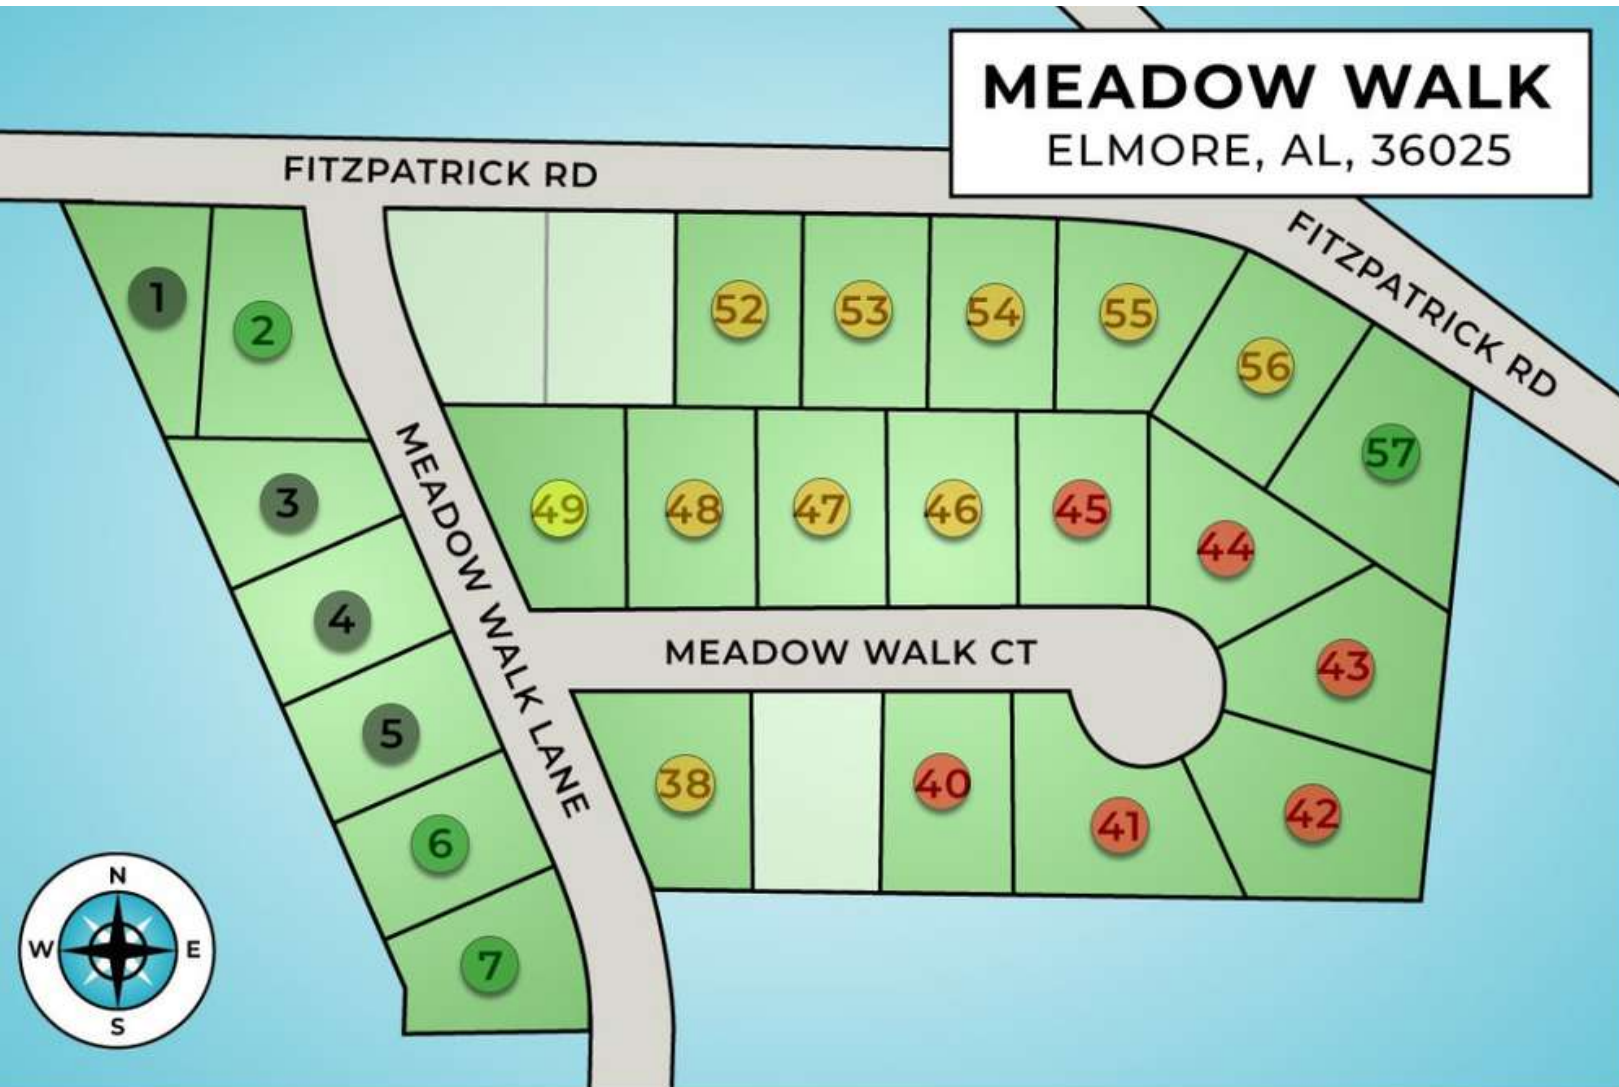 MEADOW WALK
ELMORE, AL, 36025
FITZPATRICK RD
FITZPATRICK RD
1
2
52
53
54
55
56
57
3
49
48
47
46
45
44
4
MEADOW WALK LANE
MEADOW WALK CT
43
5
38
40
41
42
6
7
N
W
E
S